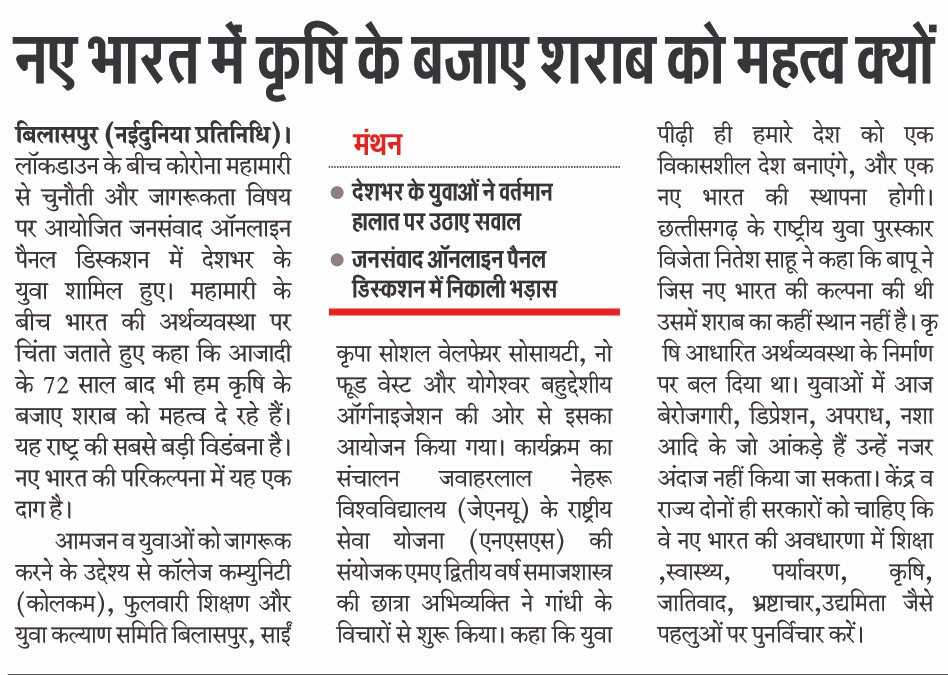 नए भारत में कृषि के बजाए शराब को महत्व क्यों
बिलासपुर (नईदुनिया प्रतिनिधि)।
लॉकडाउन के बीच कोरोना महामारी
से चुनौती और जागरूकता विषय
पर आयोजित जनसंवाद ऑनलाइन
पैनल डिस्कशन में देशभर के
युवा शामिल हुए। महामारी के
बीच भारत की अर्थव्यवस्था पर
चिंता जताते हुए कहा कि आजादी
के 72 साल बाद भी हम कृषि के
बजाए शराब को महत्व दे रहे हैं।
यह राष्ट्र की सबसे बड़ी विडंबना है।
नए भारत की परिकल्पना में यह एक
दाग है।
आमजन व युवाओं को जागरूक
करने के उद्देश्य से कॉलेज कम्युनिटी
(कोलकम), फुलवारी शिक्षण और
युवा कल्याण समिति बिलासपुर, साईं
मंथन
● देशभर के युवाओं ने वर्तमान
हालात पर उठाए सवाल
● जनसंवाद ऑनलाइन पैनल
डिस्कशन में निकाली भड़ास
कृपा सोशल वेलफेयर सोसायटी, नो
फूड वेस्ट और योगेश्वर बहुद्देशीय
ऑर्गनाइजेशन की ओर से इसका
आयोजन किया गया। कार्यक्रम का
संचालन जवाहरलाल नेहरू
विश्वविद्यालय (जेएनयू) के राष्ट्रीय
सेवा योजना (एनएसएस) की
संयोजक एमए द्वितीय वर्ष समाजशास्त्र
की छात्रा अभिव्यक्ति ने गांधी के
विचारों से शुरू किया। कहा कि युवा
पीढ़ी ही हमारे देश को एक
विकासशील देश बनाएंगे, और एक
नए भारत की स्थापना होगी।
छत्तीसगढ़ के राष्ट्रीय युवा पुरस्कार
विजेता नितेश साहू ने कहा कि बापू ने
जिस नए भारत की कल्पना की थी
उसमें शराब का कहीं स्थान नहीं है। कृ
षि आधारित अर्थव्यवस्था के निर्माण
पर बल दिया था। युवाओं में आज
बेरोजगारी, डिप्रेशन, अपराध, नशा
आदि के जो आंकड़े हैं उन्हें नजर
अंदाज नहीं किया जा सकता। केंद्र व
राज्य दोनों ही सरकारों को चाहिए कि
वे नए भारत की अवधारणा में शिक्षा
,स्वास्थ्य, पर्यावरण, कृषि,
जातिवाद, भ्रष्टाचार,उद्यमिता जैसे
पहलुओं पर पुनर्विचार करें।